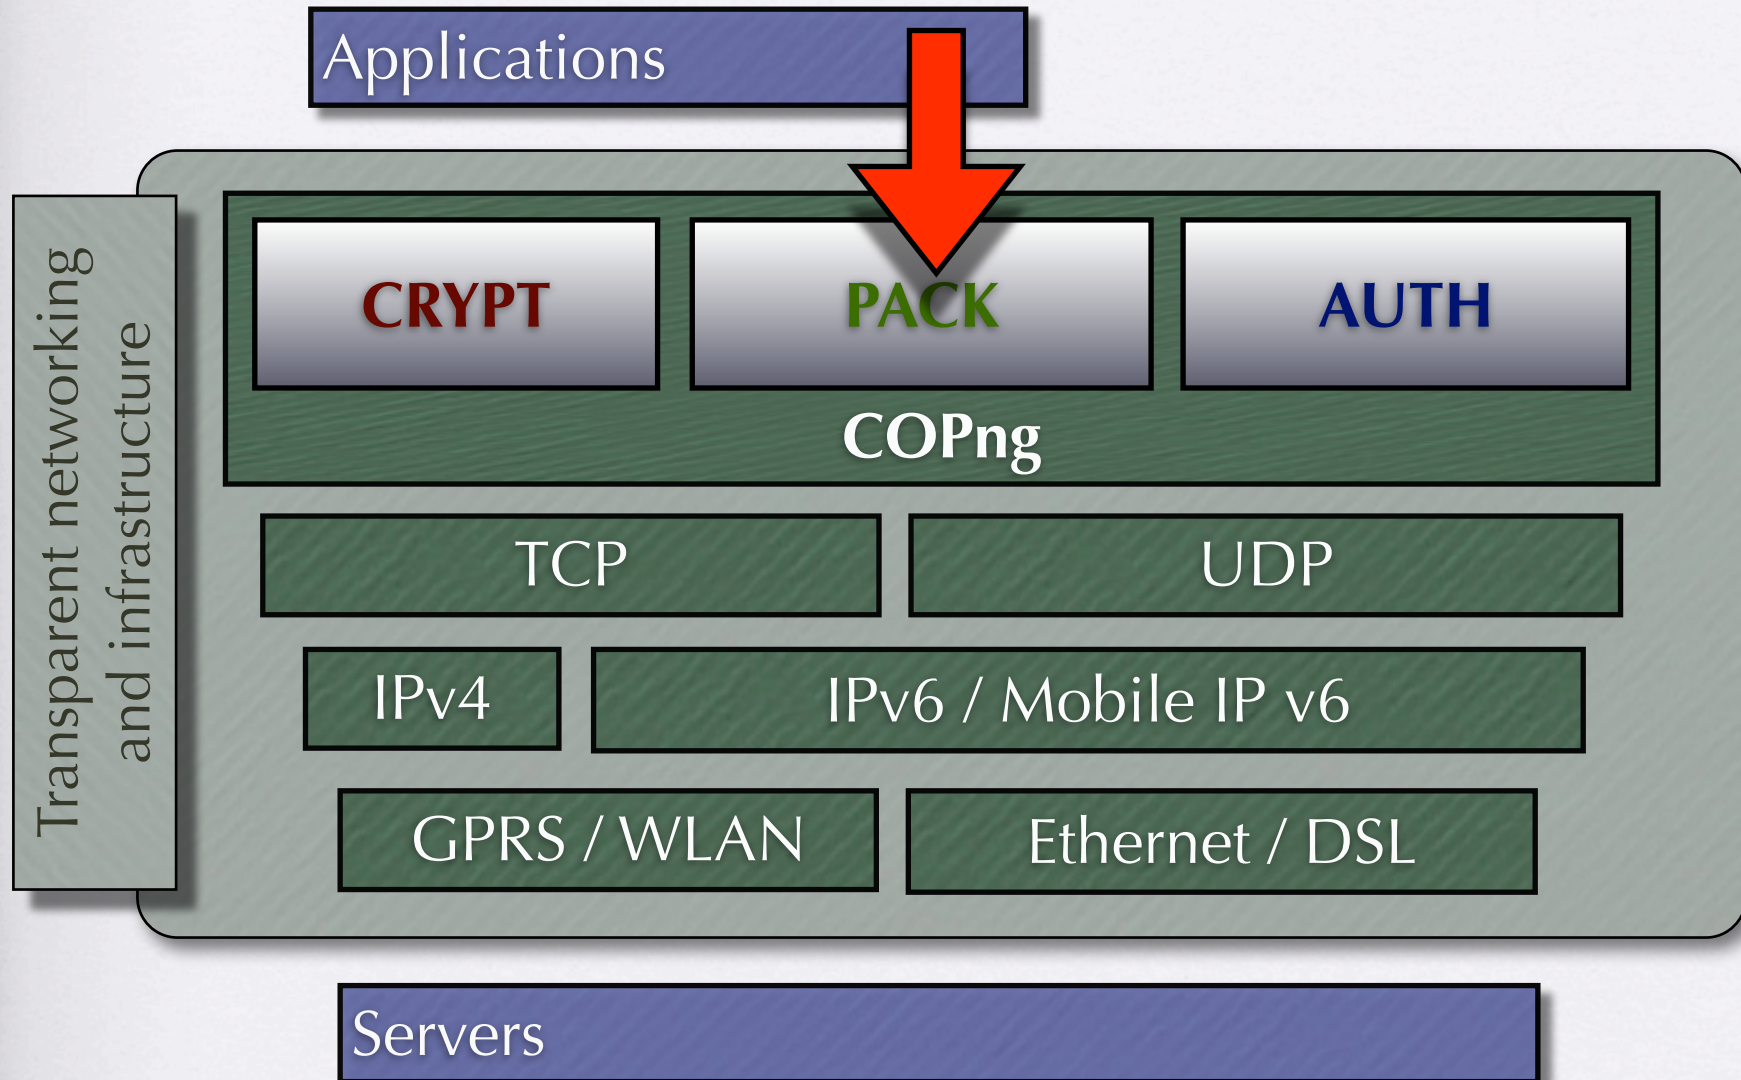 Applications
Transparent networking
and infrastructure
CRYPT
PACK
AUTH
COPng
TCP
UDP
IPv4
IPv6 / Mobile IP v6
GPRS / WLAN
Ethernet / DSL
Servers